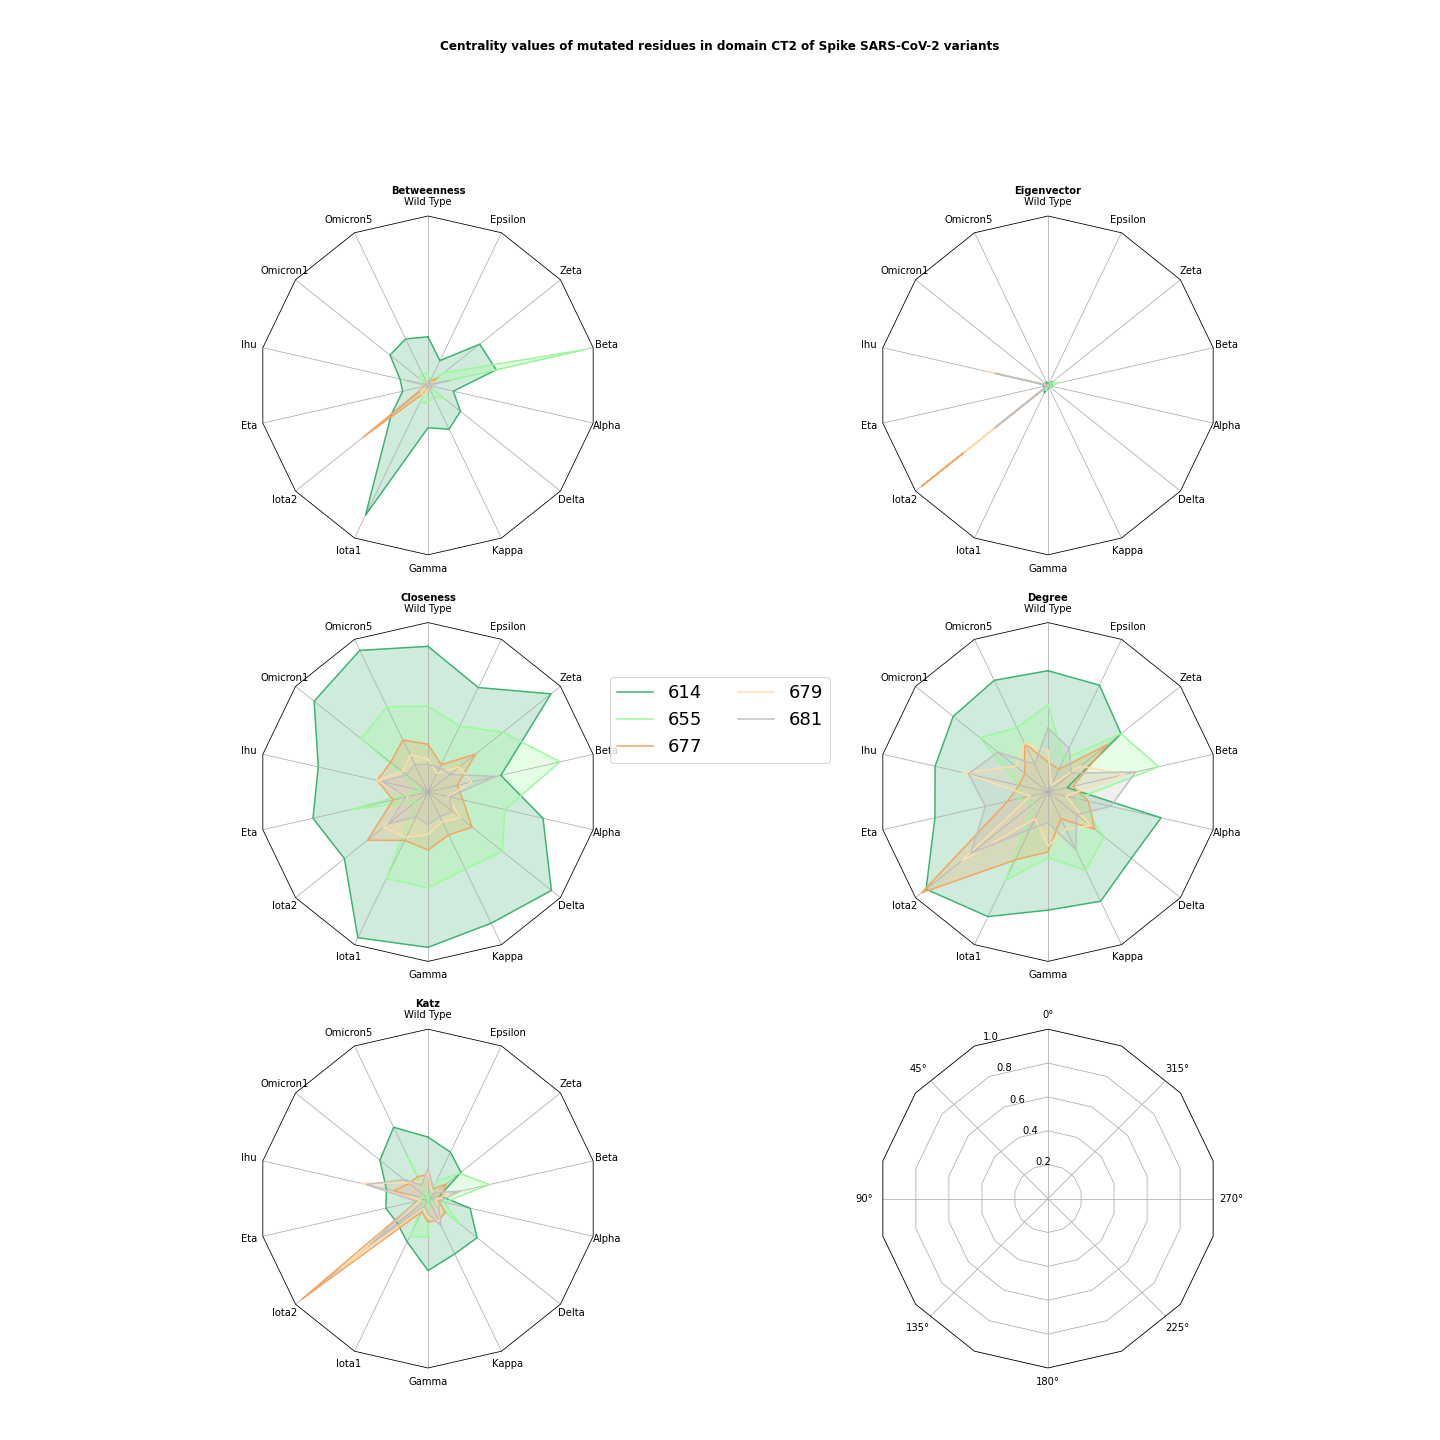 Centrality values of mutated residues in domain CT2 of Spike SARS-CoV-2 variants
Betweenness
Wild Type
Omicron5
Epsilon
Omicron1
Zeta
Ihu
Beta
Eta
Alpha
Iota2
Delta
Iota1
Kappa
Gamma
Eigenvector
Wild Type
Omicron5
Epsilon
Omicron1
Zeta
Ihu
Beta
Eta
Alpha
Iota2
Delta
Iota1
Kappa
Gamma
Closeness
Wild Type
Omicron5
Epsilon
Omicron1
Zeta
Ihu
Beta
Eta
Alpha
Iota2
Delta
Iota1
Kappa
Gamma
614
655
677
679
681
Degree
Wild Type
Omicron5
Epsilon
Omicron1
Zeta
Ihu
Beta
Eta
Alpha
Iota2
Delta
Iota1
Kappa
Gamma
Katz
Wild Type
Omicron5
Epsilon
Omicron1
Zeta
Ihu
Beta
Eta
Alpha
Iota2
Delta
Iota1
Kappa
Gamma
0°
1.0
45°
0.8
315°
0.6
0.4
0.2
90°
270°
135°
225°
180°